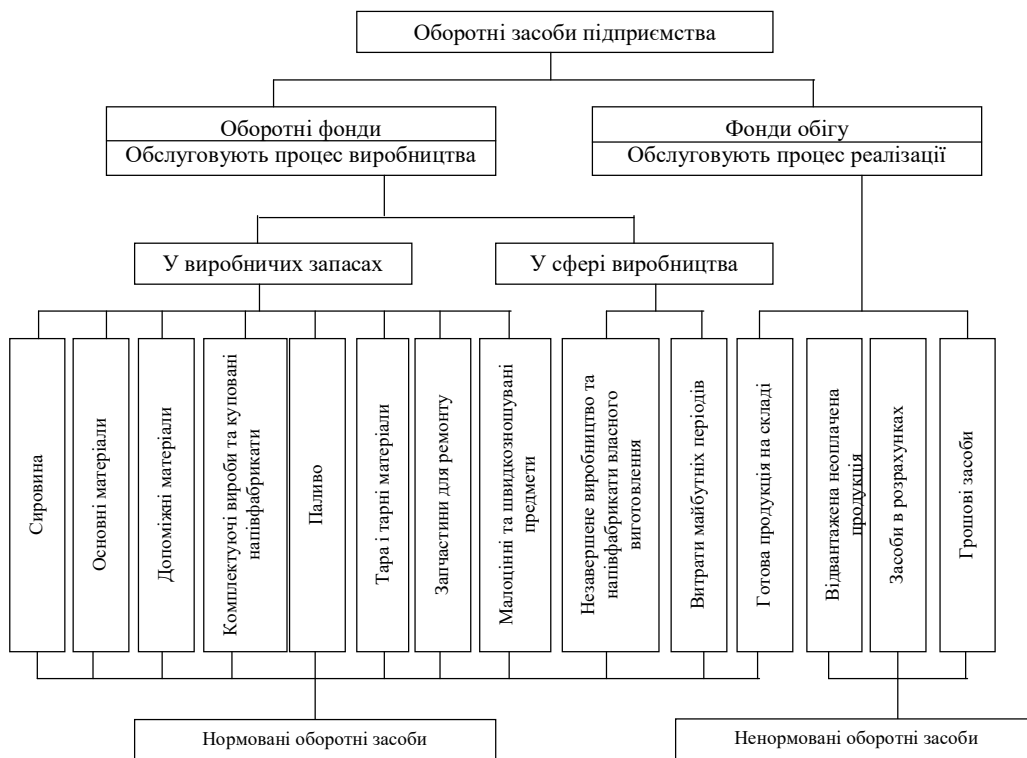 Оборотні засоби підприємства
Оборотні фонди
Обслуговують процес виробництва
Фонди обігу
Обслуговують процес реалізації
У виробничих запасах
У сфері виробництва
Сировина
Основні матеріали
Допоміжні матеріали
Комплектуючі вироби та куповані
напівфабрикати
Паливо
Тара і тарні матеріали
Запчастини для ремонту
Малоцінні та швидкозношувані
предмети
Незавершене виробництво та
напівфабрикати власного
виготовлення
Витрати майбутніх періодів
Готова продукція на складі
Відвантажена неоплачена
продукція
Засоби в розрахунках
Грошові засоби
Нормовані оборотні засоби
Ненормовані оборотні засоби